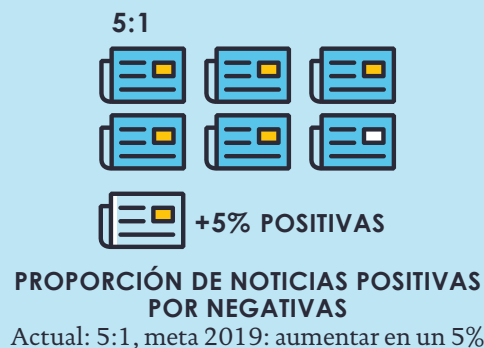 5:1
+5% POSITIVAS
PROPORCIÓN DE NOTICIAS POSITIVAS
POR NEGATIVAS
Actual: 5:1, meta 2019: aumentar en un 5%